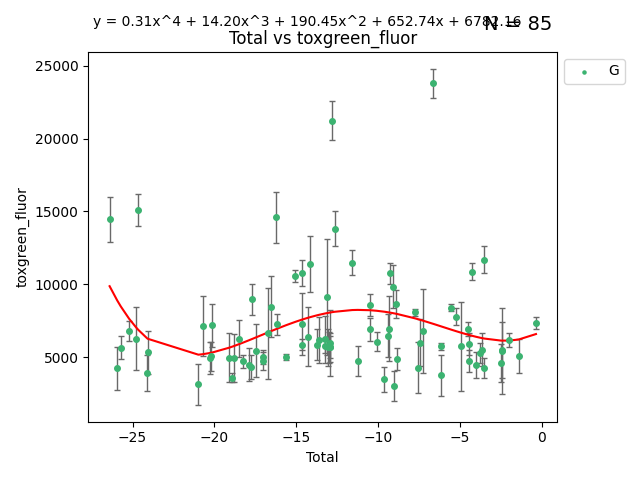 y = 0.31x^4 + 14.20x^3 + 190.45x^2 + 652.74x + 6782.16
N = 85
Total vs toxgreen_fluor
G
25000
20000
15000
10000
5000
toxgreen_fluor
−25 −20 −15 −10 −5 0
Total